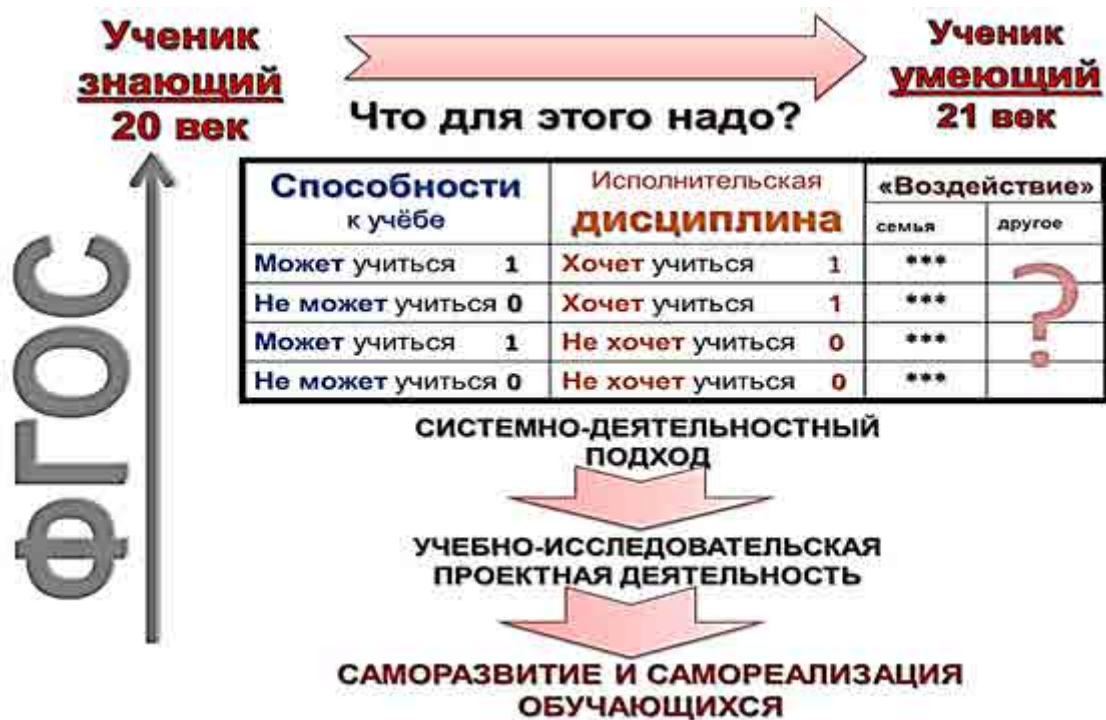 Ученик
знающий
20 век
Ученик
умеющий
21 век
Что для этого надо?
ФГОС
Способности
к учёбе
Исполнительская
дисциплина
«Воздействие»
семья
другое
Может учиться 1 Хочет учиться 1 ***
Не может учиться 0 Хочет учиться 1 ***
Может учиться 1 Не хочет учиться 0 ***
Не может учиться 0 Не хочет учиться 0 ***
?
СИСТЕМНО-ДЕЯТЕЛЬНОСТНЫЙ
ПОДХОД
УЧЕБНО-ИССЛЕДОВАТЕЛЬСКАЯ
ПРОЕКТНАЯ ДЕЯТЕЛЬНОСТЬ
САМОРАЗВИТИЕ И САМОРЕАЛИЗАЦИЯ
ОБУЧАЮЩИХСЯ